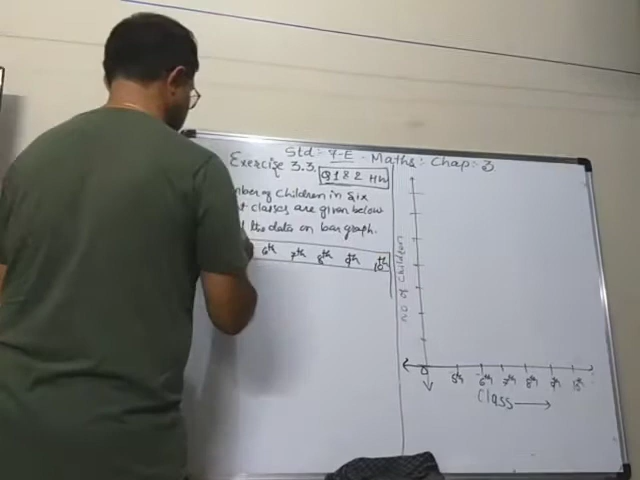 Std:- 7-E - Maths: Chap:- 3
Exercise 3.3 Q1&2 HW
mber of children in Six
t classes are given below
the data on bar graph.
6th 7th 8th 9th 10th
No of Children
0 5th 6th 7th 8th 9th 10th
Class